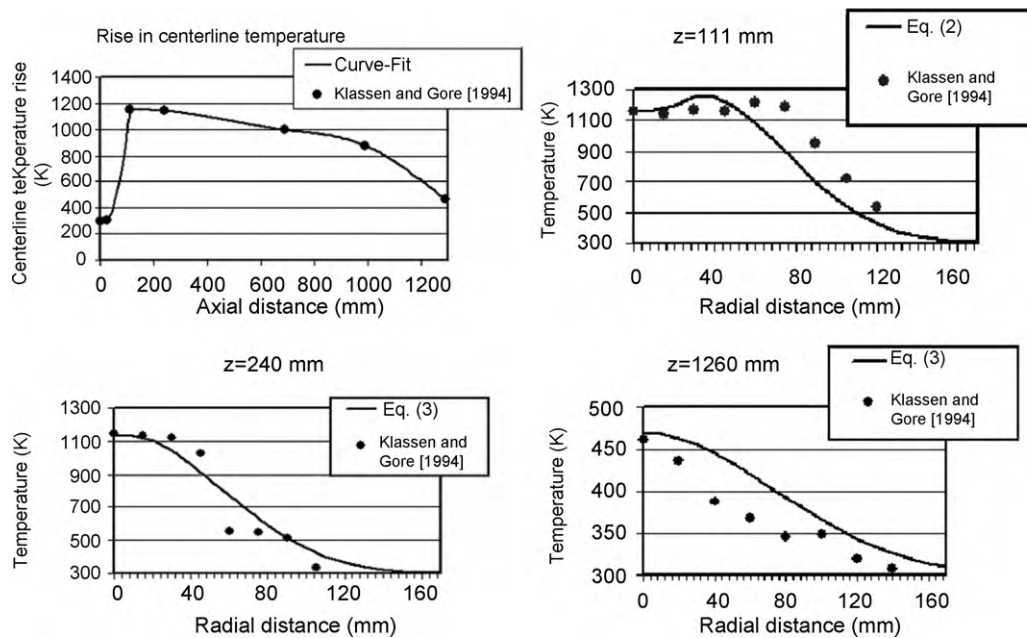 Rise in centerline temperature
Curve-Fit
Klassen and Gore [1994]
Centerline teKperature rise
(K)
1400
1200
1000
800
600
400
200
0
0 200 400 600 800 1000 1200
Axial distance (mm)
z=111 mm
Eq. (2)
Klassen and
Gore [1994]
Temperature (K)
1300
1100
900
700
500
300
0 40 80 120 160
Radial distance (mm)
z=240 mm
Eq. (3)
Klassen and
Gore [1994]
Temperature (K)
1300
1100
900
700
500
300
0 40 80 120 160
Radial distance (mm)
z=1260 mm
Eq. (3)
Klassen and
Gore [1994]
Temperature (K)
500
450
400
350
300
0 40 80 120 160
Radial distance (mm)